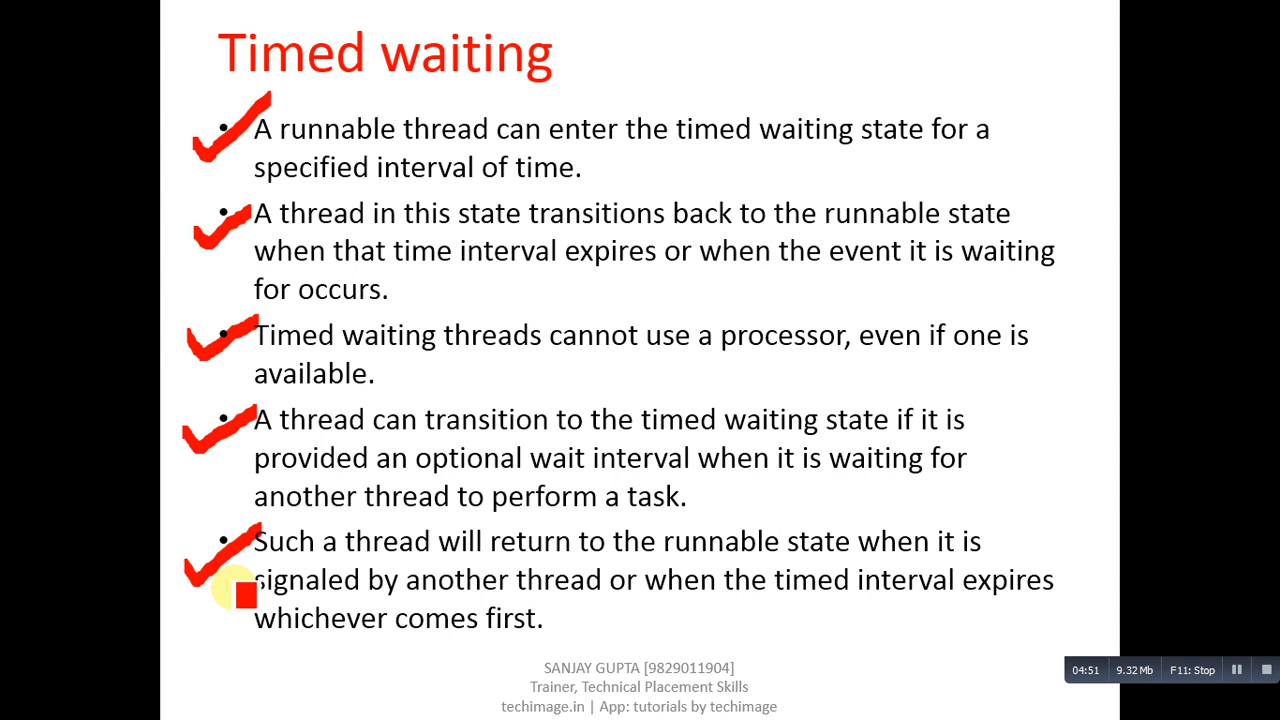 Timed waiting
• A runnable thread can enter the timed waiting state for a
specified interval of time.
• A thread in this state transitions back to the runnable state
when that time interval expires or when the event it is waiting
for occurs.
• Timed waiting threads cannot use a processor, even if one is
available.
• A thread can transition to the timed waiting state if it is
provided an optional wait interval when it is waiting for
another thread to perform a task.
• Such a thread will return to the runnable state when it is
signaled by another thread or when the timed interval expires
whichever comes first.
SANJAY GUPTA [9829011904]
Trainer, Technical Placement Skills
techimage.in | App: tutorials by techimage
04:51 9.32 Mb F11: Stop